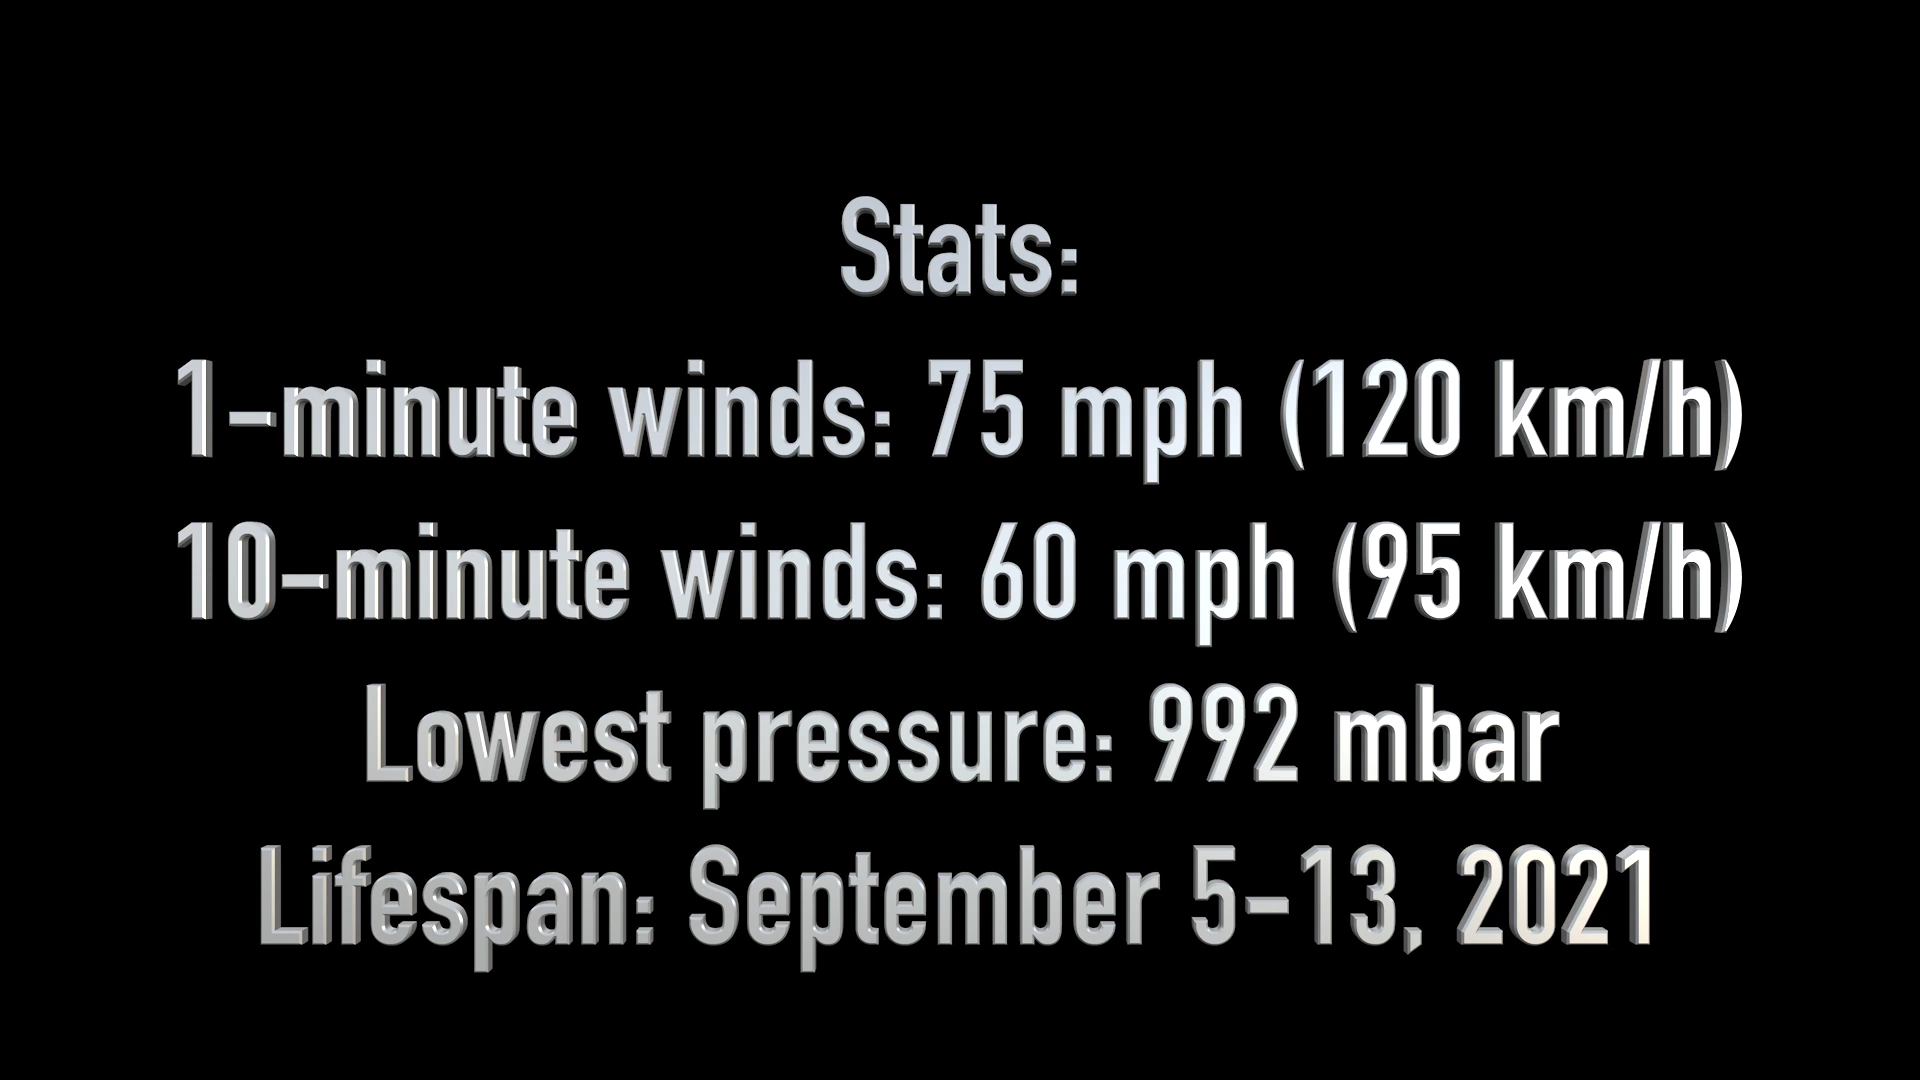 Stats:
1-minute winds: 75 mph (120 km/h)
10-minute winds: 60 mph (95 km/h)
Lowest pressure: 992 mbar
Lifespan: September 5-13, 2021